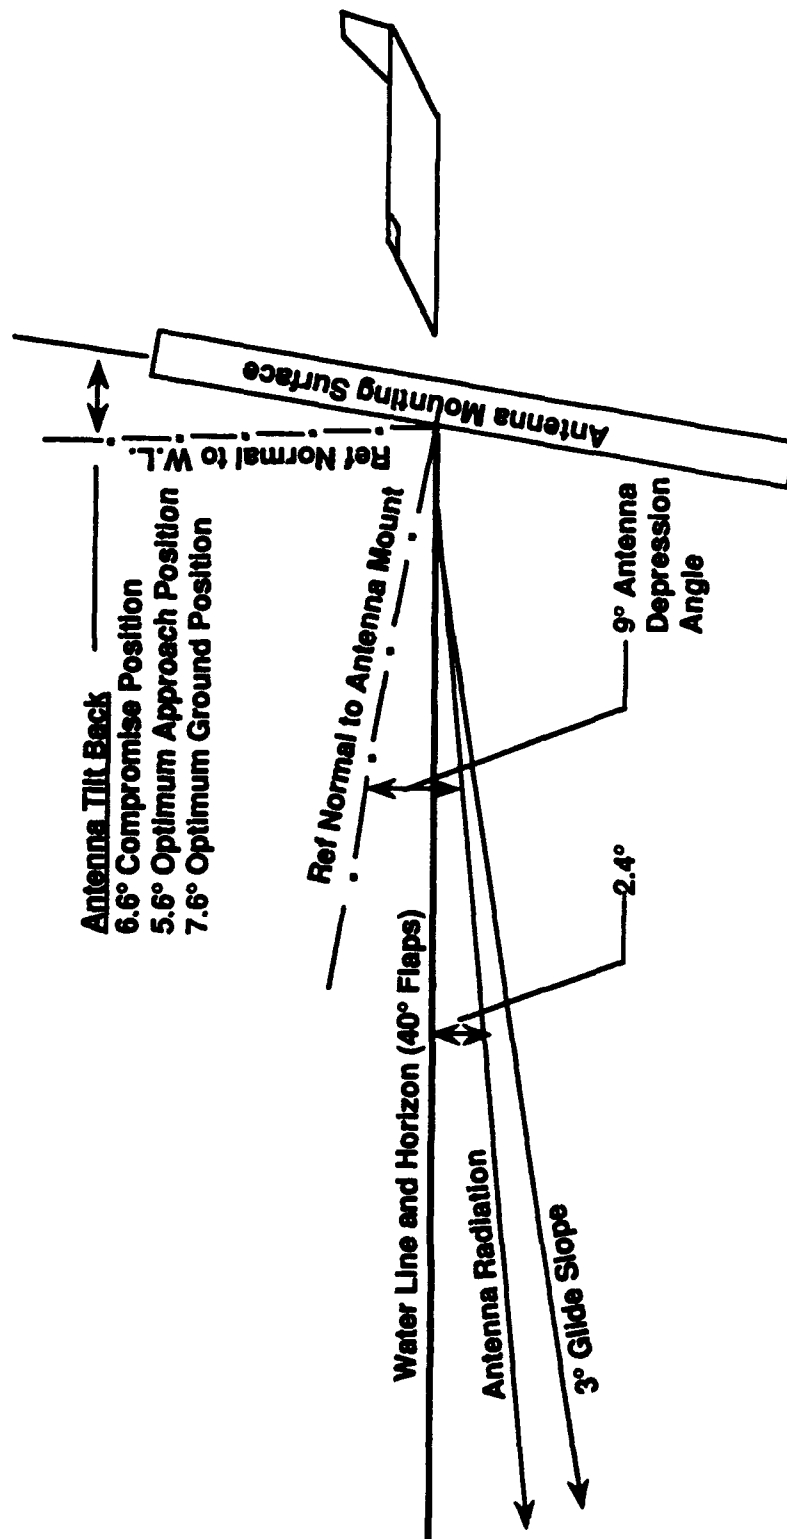 Antenna Tilt Back
6.6° Compromise Position
5.6° Optimum Approach Position
7.6° Optimum Ground Position
Ref Normal to W.L.
Antenna Mounting Surface
Ref Normal to Antenna Mount
Water Line and Horizon (40° Flaps)
9° Antenna
Depression
Angle
2.4°
Antenna Radiation
3° Glide Slope